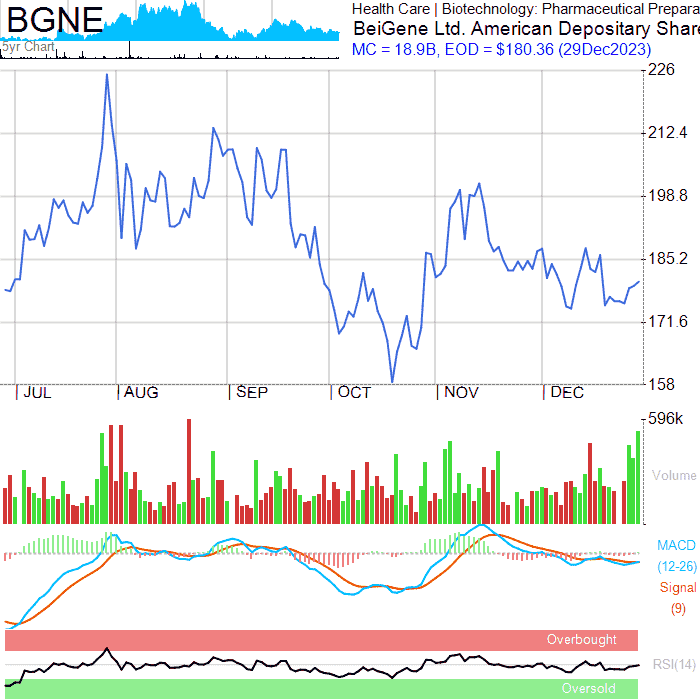 BGNE
5yr Chart
Health Care | Biotechnology: Pharmaceutical Prepara
BeiGene Ltd. American Depositary Share
MC = 18.9B, EOD = $180.36 (29Dec2023)
226
212.4
198.8
185.2
171.6
158
JUL AUG SEP OCT NOV DEC
596k
Volume
MACD
(12-26)
Signal
(9)
Overbought
RSI(14)
Oversold